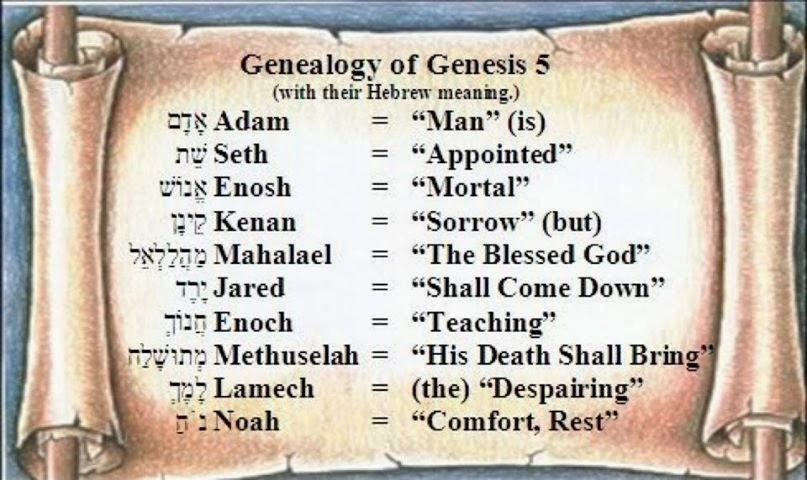 Genealogy of Genesis 5
(with their Hebrew meaning.)
אָדָם Adam = “Man” (is)
שֵׁת Seth = “Appointed”
אֱנוֹשׁ Enosh = “Mortal”
קֵינָן Kenan = “Sorrow” (but)
מַהֲלַלְאֵל Mahalael = “The Blessed God”
יָרֶד Jared = “Shall Come Down”
חֲנוֹךְ Enoch = “Teaching”
מְתוּשֶׁלַח Methuselah = “His Death Shall Bring”
לֶמֶךְ Lamech = (the) “Despairing”
נֹחַ Noah = “Comfort, Rest”